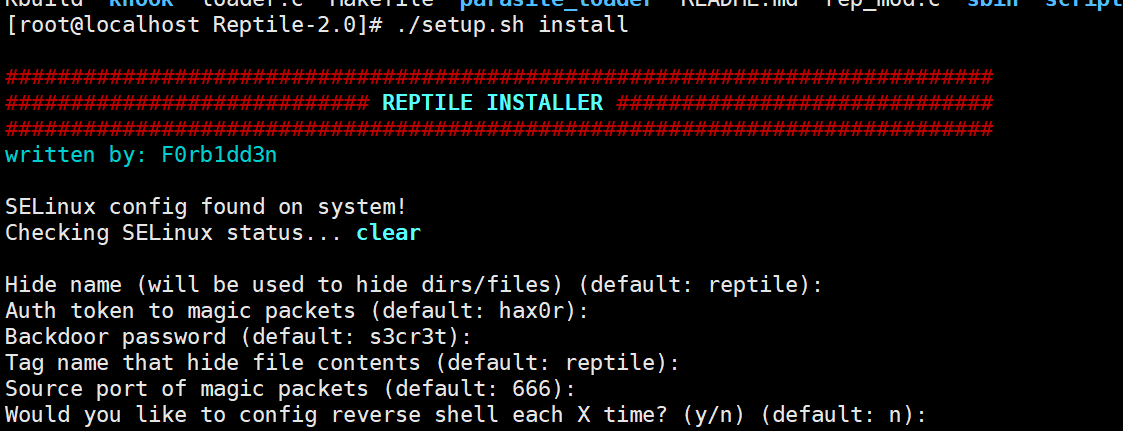 Kbuild khook loader.c Makefile parasite_loader README.md rep_mod.c sbin script
[root@localhost Reptile-2.0]# ./setup.sh install
############################################################################
############################ REPTILE INSTALLER #############################
############################################################################
written by: F0rb1dd3n
SELinux config found on system!
Checking SELinux status... clear
Hide name (will be used to hide dirs/files) (default: reptile):
Auth token to magic packets (default: hax0r):
Backdoor password (default: s3cr3t):
Tag name that hide file contents (default: reptile):
Source port of magic packets (default: 666):
Would you like to config reverse shell each X time? (y/n) (default: n):